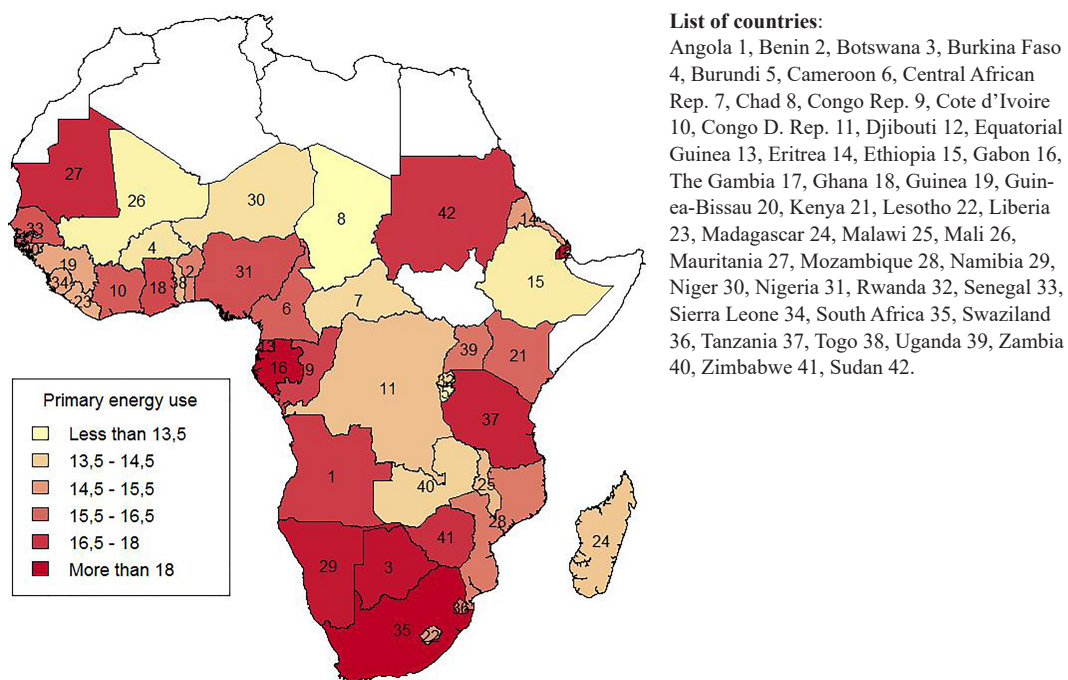 List of countries:
Angola 1, Benin 2, Botswana 3, Burkina Faso
4, Burundi 5, Cameroon 6, Central African
Rep. 7, Chad 8, Congo Rep. 9, Cote d’Ivoire
10, Congo D. Rep. 11, Djibouti 12, Equatorial
Guinea 13, Eritrea 14, Ethiopia 15, Gabon 16,
The Gambia 17, Ghana 18, Guinea 19, Guin-
ea-Bissau 20, Kenya 21, Lesotho 22, Liberia
23, Madagascar 24, Malawi 25, Mali 26,
Mauritania 27, Mozambique 28, Namibia 29,
Niger 30, Nigeria 31, Rwanda 32, Senegal 33,
Sierra Leone 34, South Africa 35, Swaziland
36, Tanzania 37, Togo 38, Uganda 39, Zambia
40, Zimbabwe 41, Sudan 42.
27
26
30
8
42
14
33
4
15
19
31
12
34
10
18
38
23
6
7
13
39
21
16
9
11
37
1
40
25
28
41
24
29
3
36
35
22
Primary energy use
Less than 13,5
13,5 - 14,5
14,5 - 15,5
15,5 - 16,5
16,5 - 18
More than 18